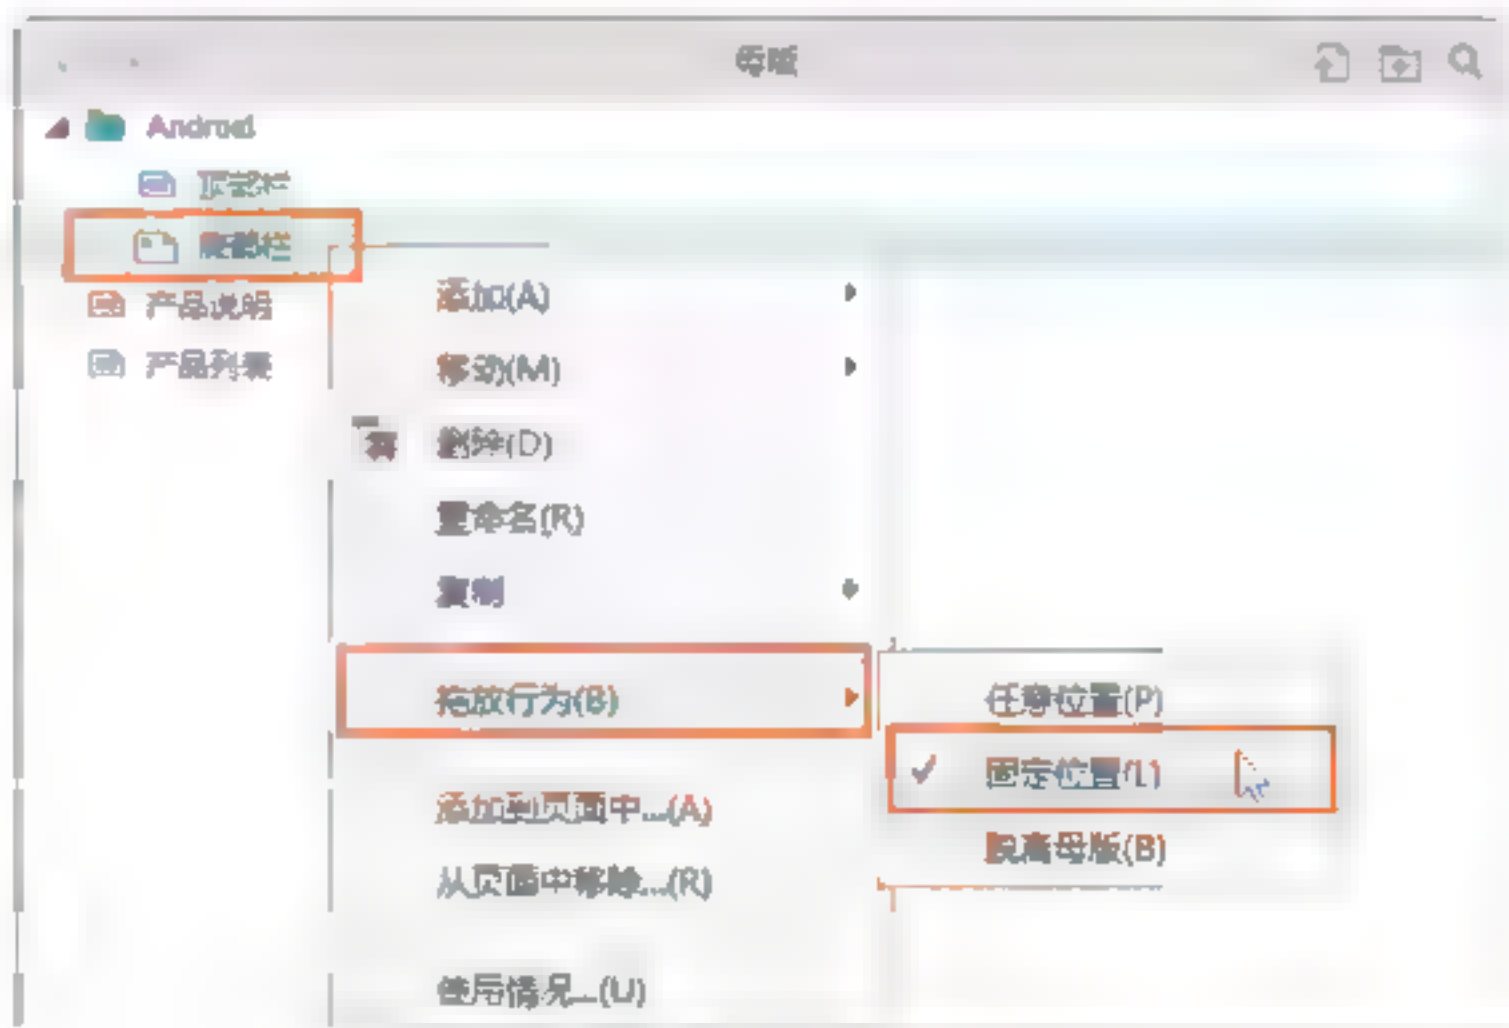 母版
Android
顶部栏
底部栏
产品说明
产品列表
添加(A)
移动(M)
删除(D)
重命名(R)
复制
拖放行为(B)
任意位置(P)
固定位置(L)
脱离母版(B)
添加到页面中...(A)
从页面中移除...(R)
使用情况...(U)